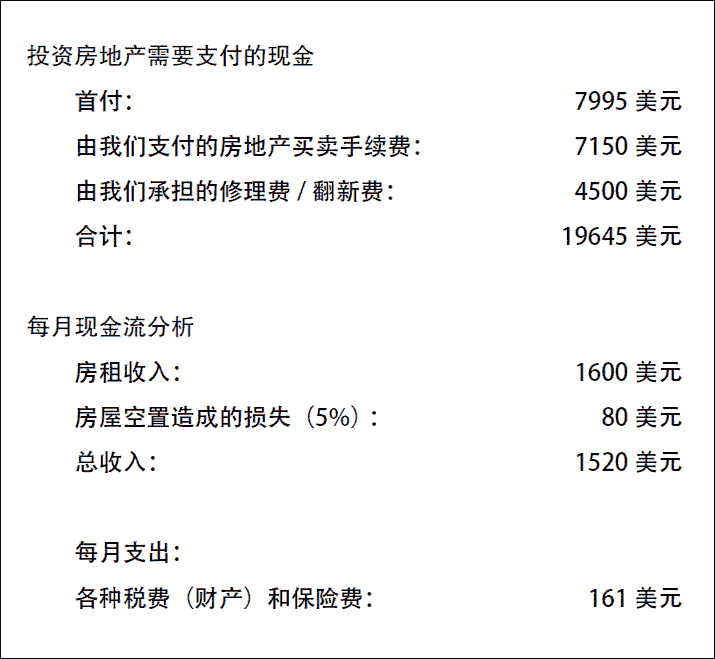 投资房地产需要支付的现金
首付： 7995 美元
由我们支付的房地产买卖手续费： 7150 美元
由我们承担的修理费 / 翻新费： 4500 美元
合计： 19645 美元
每月现金流分析
房租收入： 1600 美元
房屋空置造成的损失（5%）： 80 美元
总收入： 1520 美元
每月支出：
各种税费（财产）和保险费： 161 美元